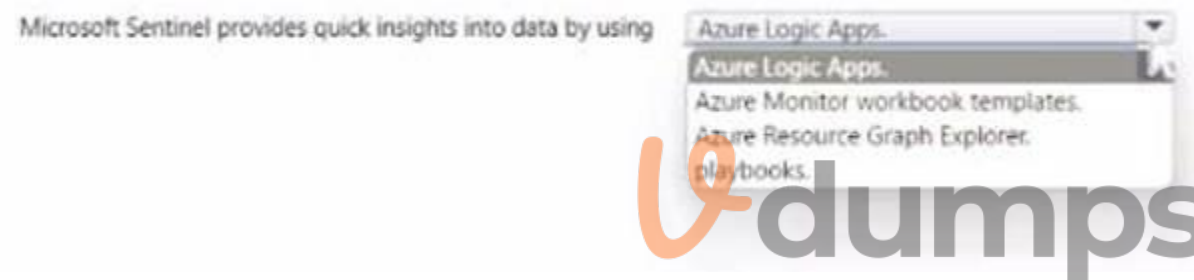 Microsoft Sentinel provides quick insights into data by using
Azure Logic Apps.
Azure Logic Apps.
Azure Monitor workbook templates.
Azure Resource Graph Explorer.
playbooks.
dumps